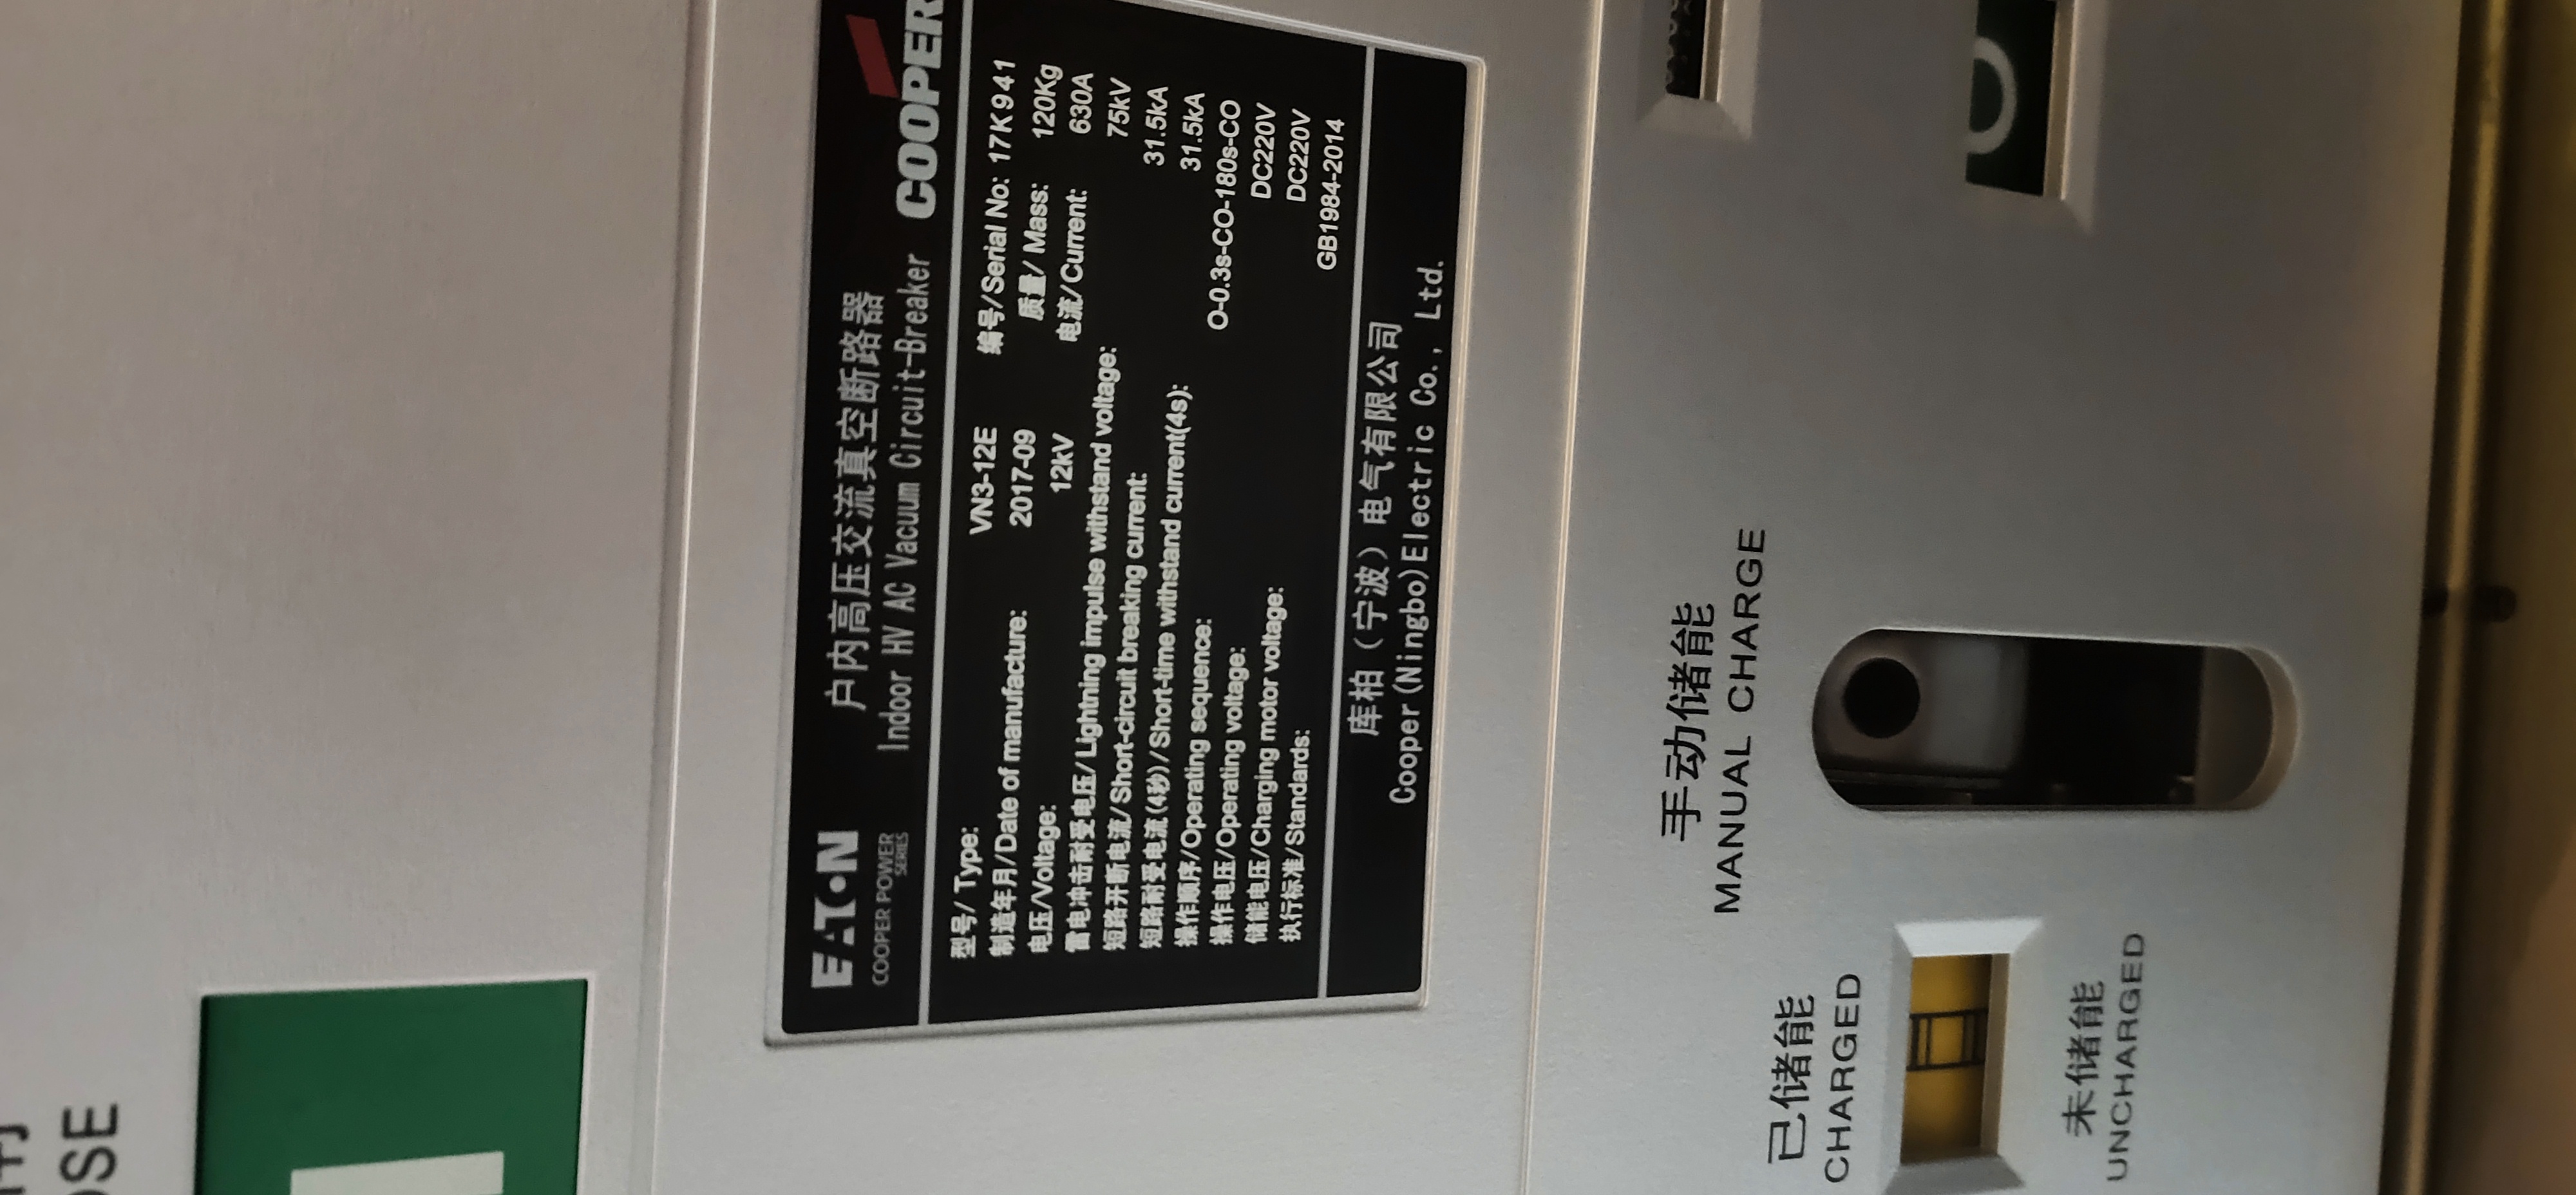 EATON
COOPER POWER
SERIES
户内高压交流真空断路器
Indoor HV AC Vacuum Circuit-Breaker
COOPER
型号/Type: VN3-12E 编号/Serial No: 17K941
制造年月/Date of manufacture: 2017-09 质量/Mass: 120Kg
电压/Voltage: 12kV 电流/Current: 630A
雷电冲击耐受电压/Lightning impulse withstand voltage: 75kV
短路开断电流/Short-circuit breaking current: 31.5kA
短路耐受电流(4秒)/Short-time withstand current(4s): 31.5kA
操作顺序/Operating sequence: O-0.3s-CO-180s-CO
操作电压/Operating voltage: DC220V
储能电压/Charging motor voltage: DC220V
执行标准/Standards: GB1984-2014
库柏（宁波）电气有限公司
Cooper(Ningbo)Electric Co., Ltd.
手动储能
MANUAL CHARGE
已储能
CHARGED
未储能
UNCHARGED